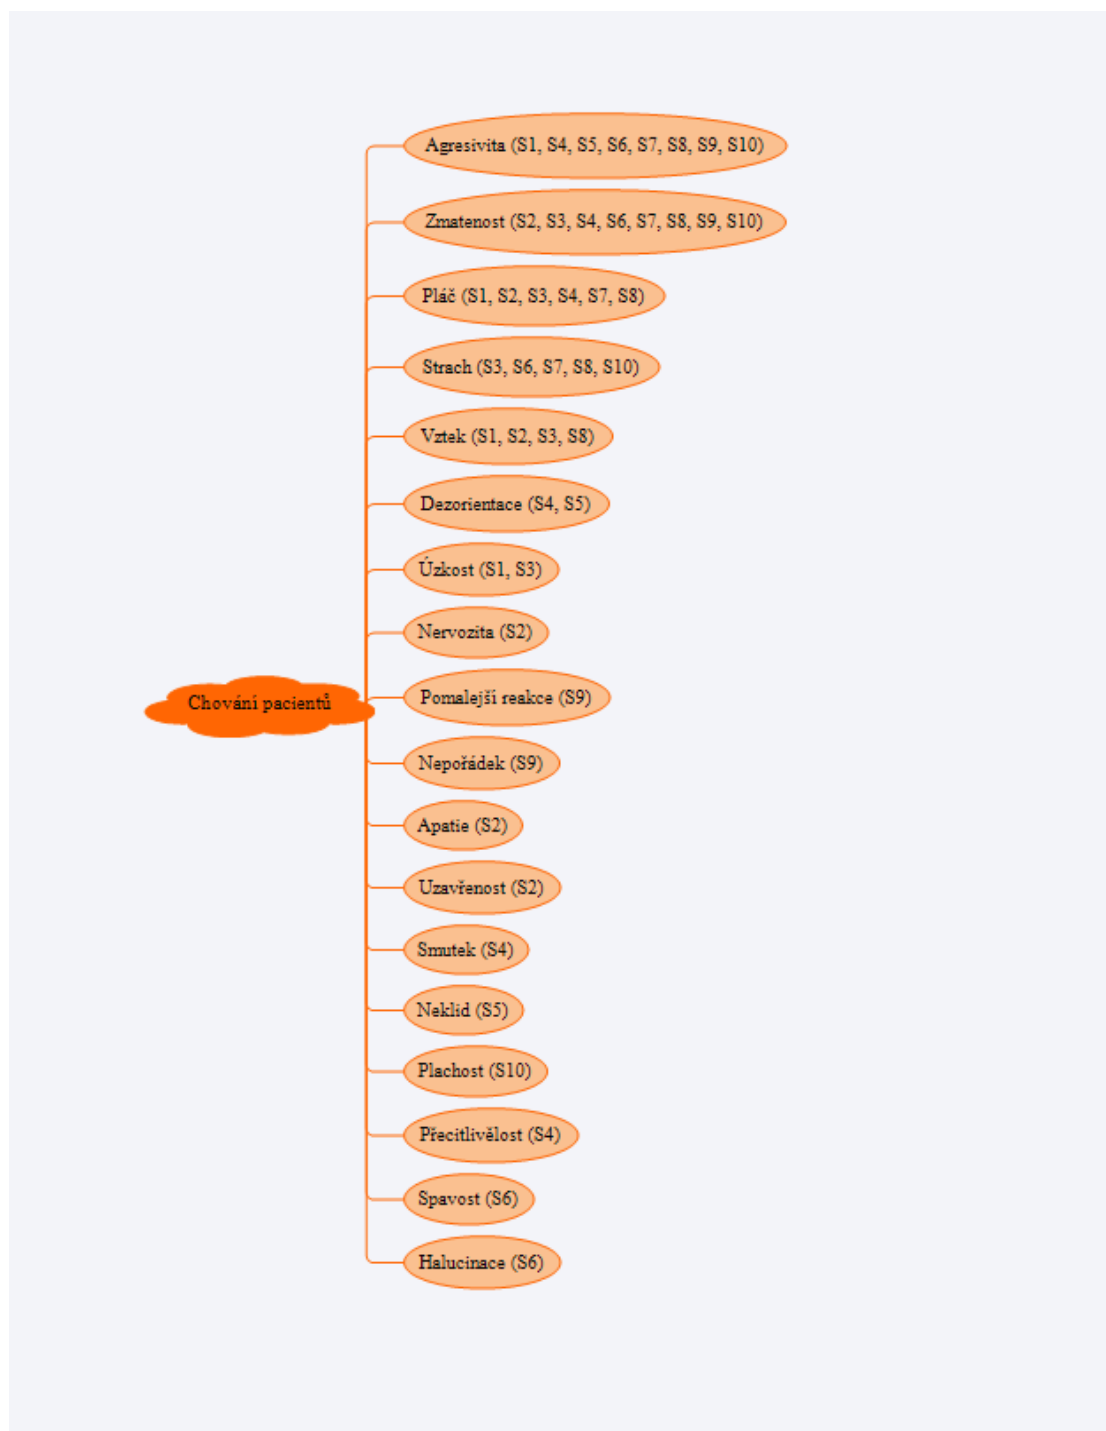 Agresivita (S1, S4, S5, S6, S7, S8, S9, S10)
Zmatenost (S2, S3, S4, S6, S7, S8, S9, S10)
Pláč (S1, S2, S3, S4, S7, S8)
Strach (S3, S6, S7, S8, S10)
Vztek (S1, S2, S3, S8)
Dezorientace (S4, S5)
Úzkost (S1, S3)
Nervozita (S2)
Chování pacientů
Pomalejší reakce (S9)
Nepořádek (S9)
Apatie (S2)
Uzavřenost (S2)
Smutek (S4)
Neklid (S5)
Plachost (S10)
Přecitlivělost (S4)
Spavost (S6)
Halucinace (S6)